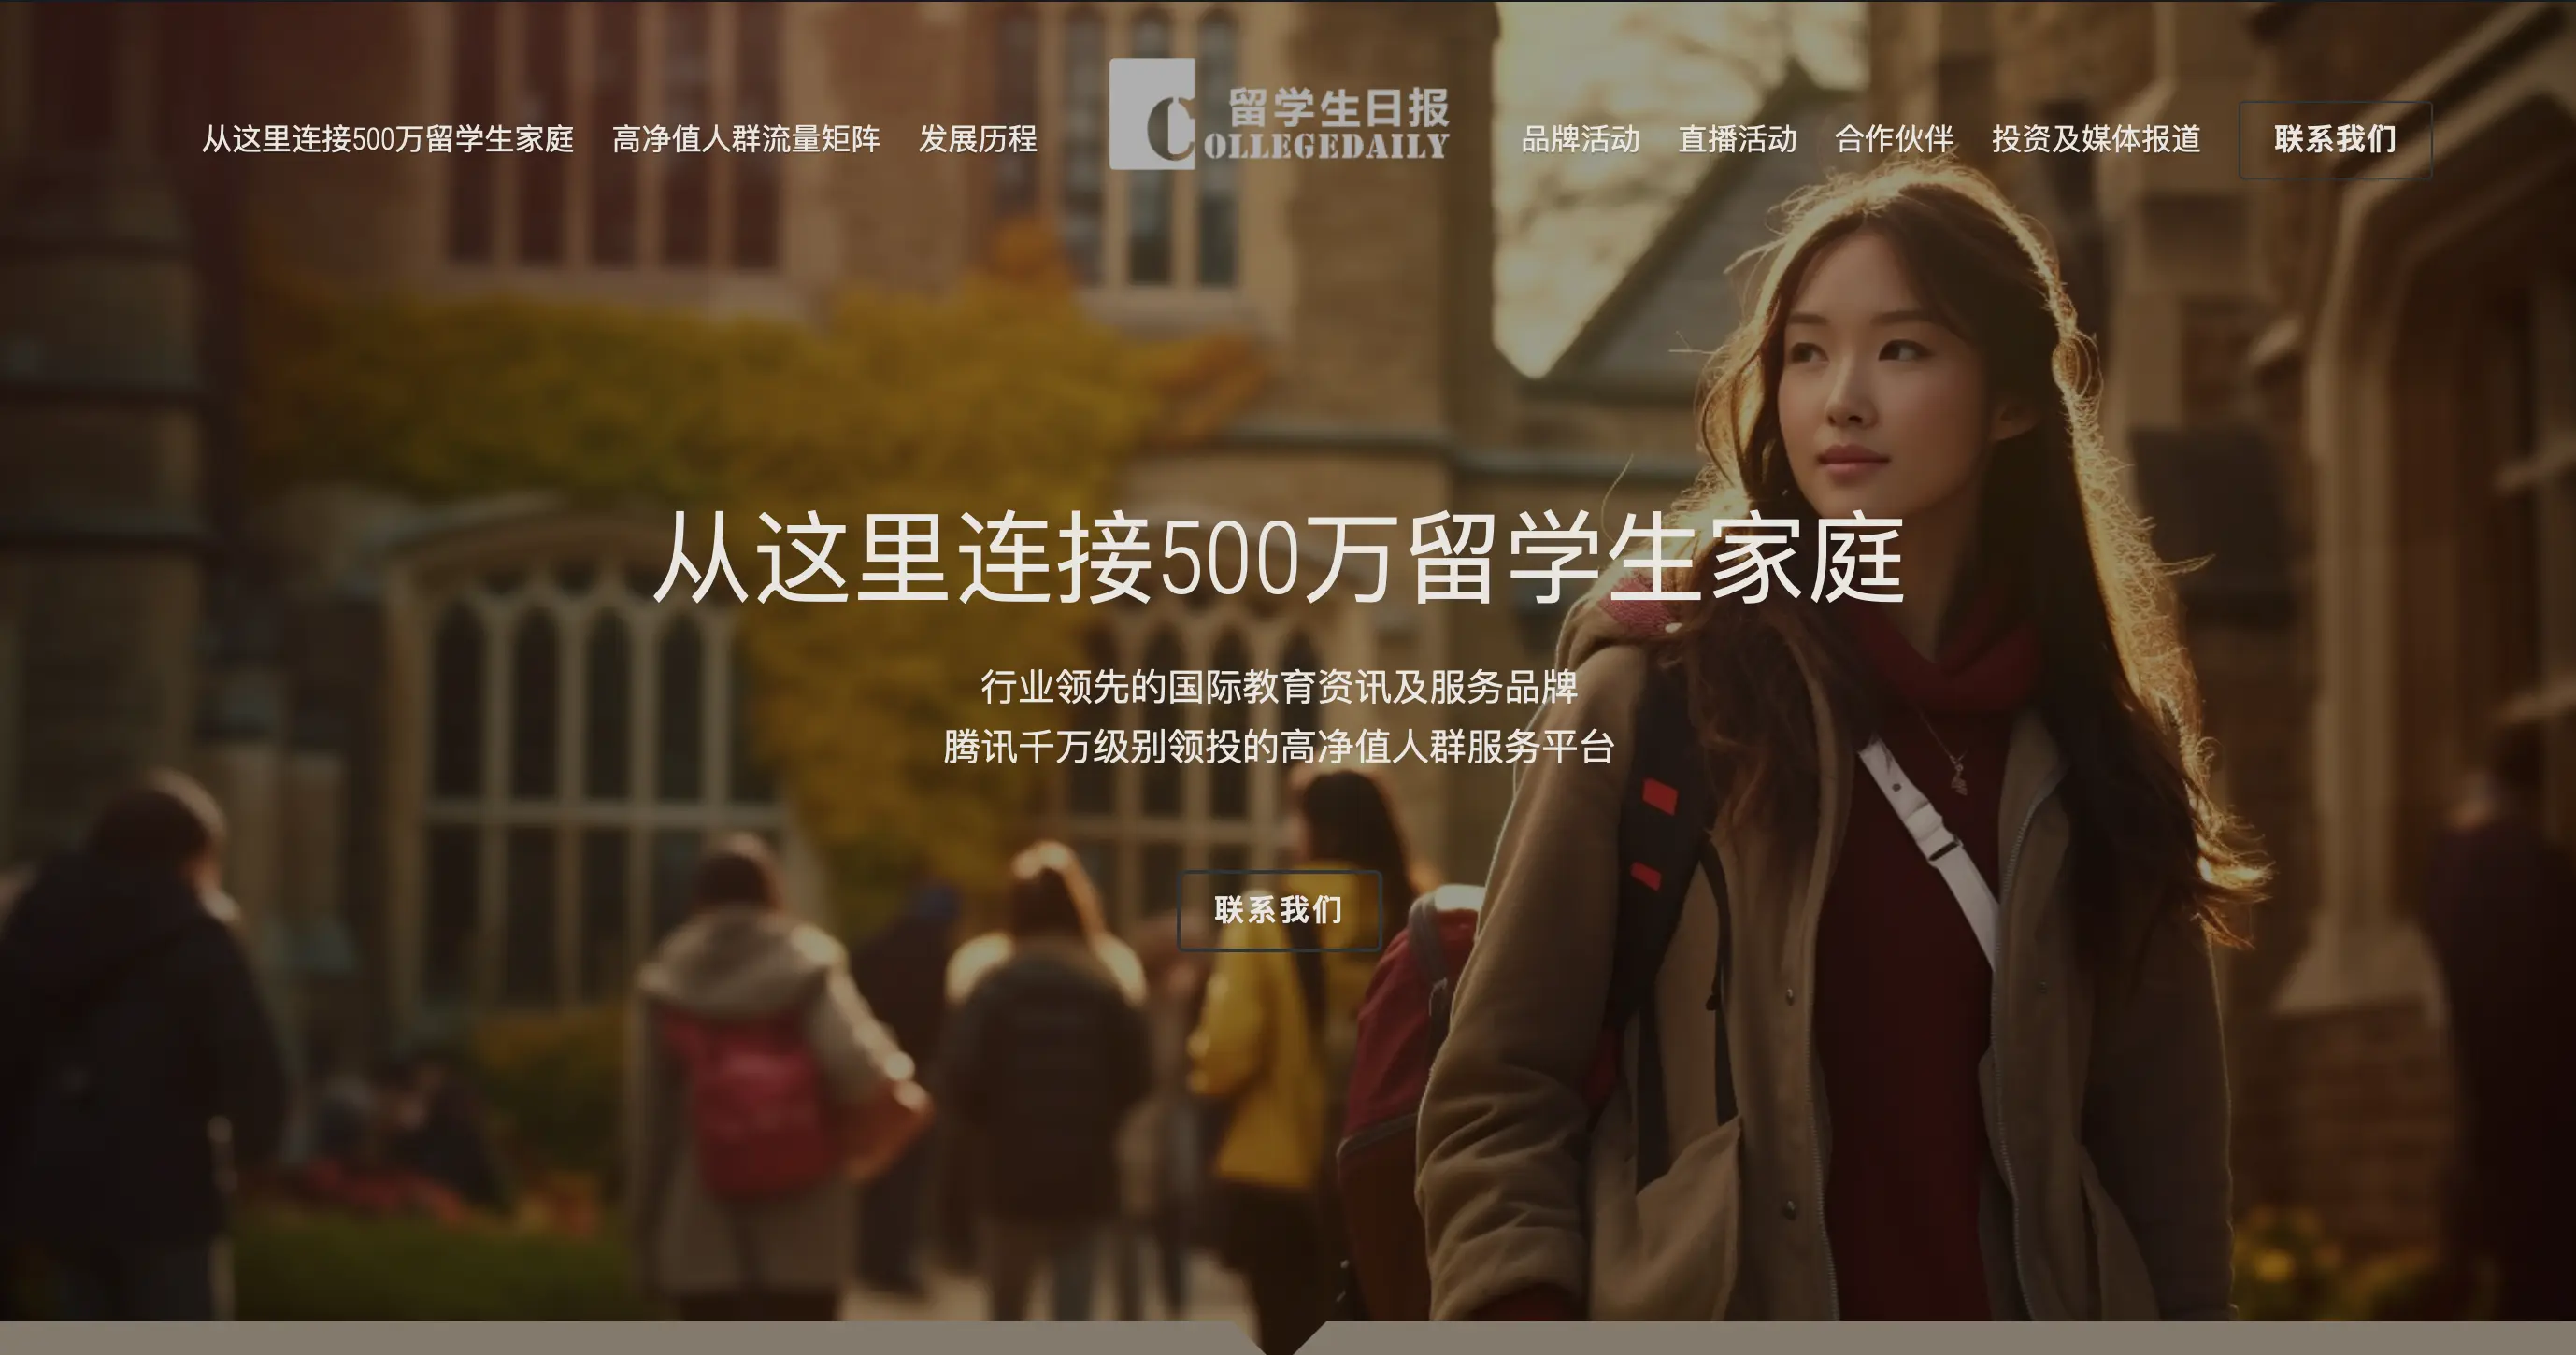 从这里连接500万留学生家庭
高净值人群流量矩阵
发展历程
留学生日报
COLLEGEDAILY
品牌活动
直播活动
合作伙伴
投资及媒体报道
联系我们
从这里连接500万留学生家庭
行业领先的国际教育资讯及服务品牌
腾讯千万级别领投的高净值人群服务平台
联系我们